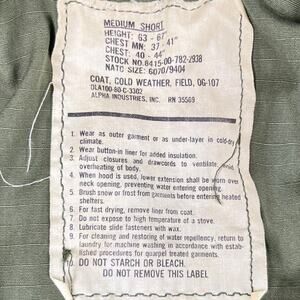 MEDIUM SHORT
HEIGHT: 63 - 67"
CHEST MN: 37 - 41"
CHEST: 40 - 44"
STOCK NO. 8415-00-782-2938
NATO SIZE: 6070/9404
COAT, COLD WEATHER, FIELD, OG-107
DLA100-80-C-3302
ALPHA INDUSTRIES, INC. RN 35569
1. Wear as outer garment or as under-layer in cold-dry
climate.
2. Wear button-in liner for added insulation.
3. Adjust closures and drawcords to ventilate, avoid
overheating of body.
4. When hood is used, lower extension shall be worn over
neck opening, preventing water entering opening.
5. Brush snow or frost from garments before entering heated
shelters.
6. For fast drying, remove liner from coat.
7. Do not expose to high temperature of a stove.
8. Lubricate slide fasteners with wax.
9. For cleaning and restoring of water repellency, return to
laundry for machine washing in accordance with estab-
lished procedures for quarpel treated garments.
10. DO NOT STARCH OR BLEACH.
DO NOT REMOVE THIS LABEL